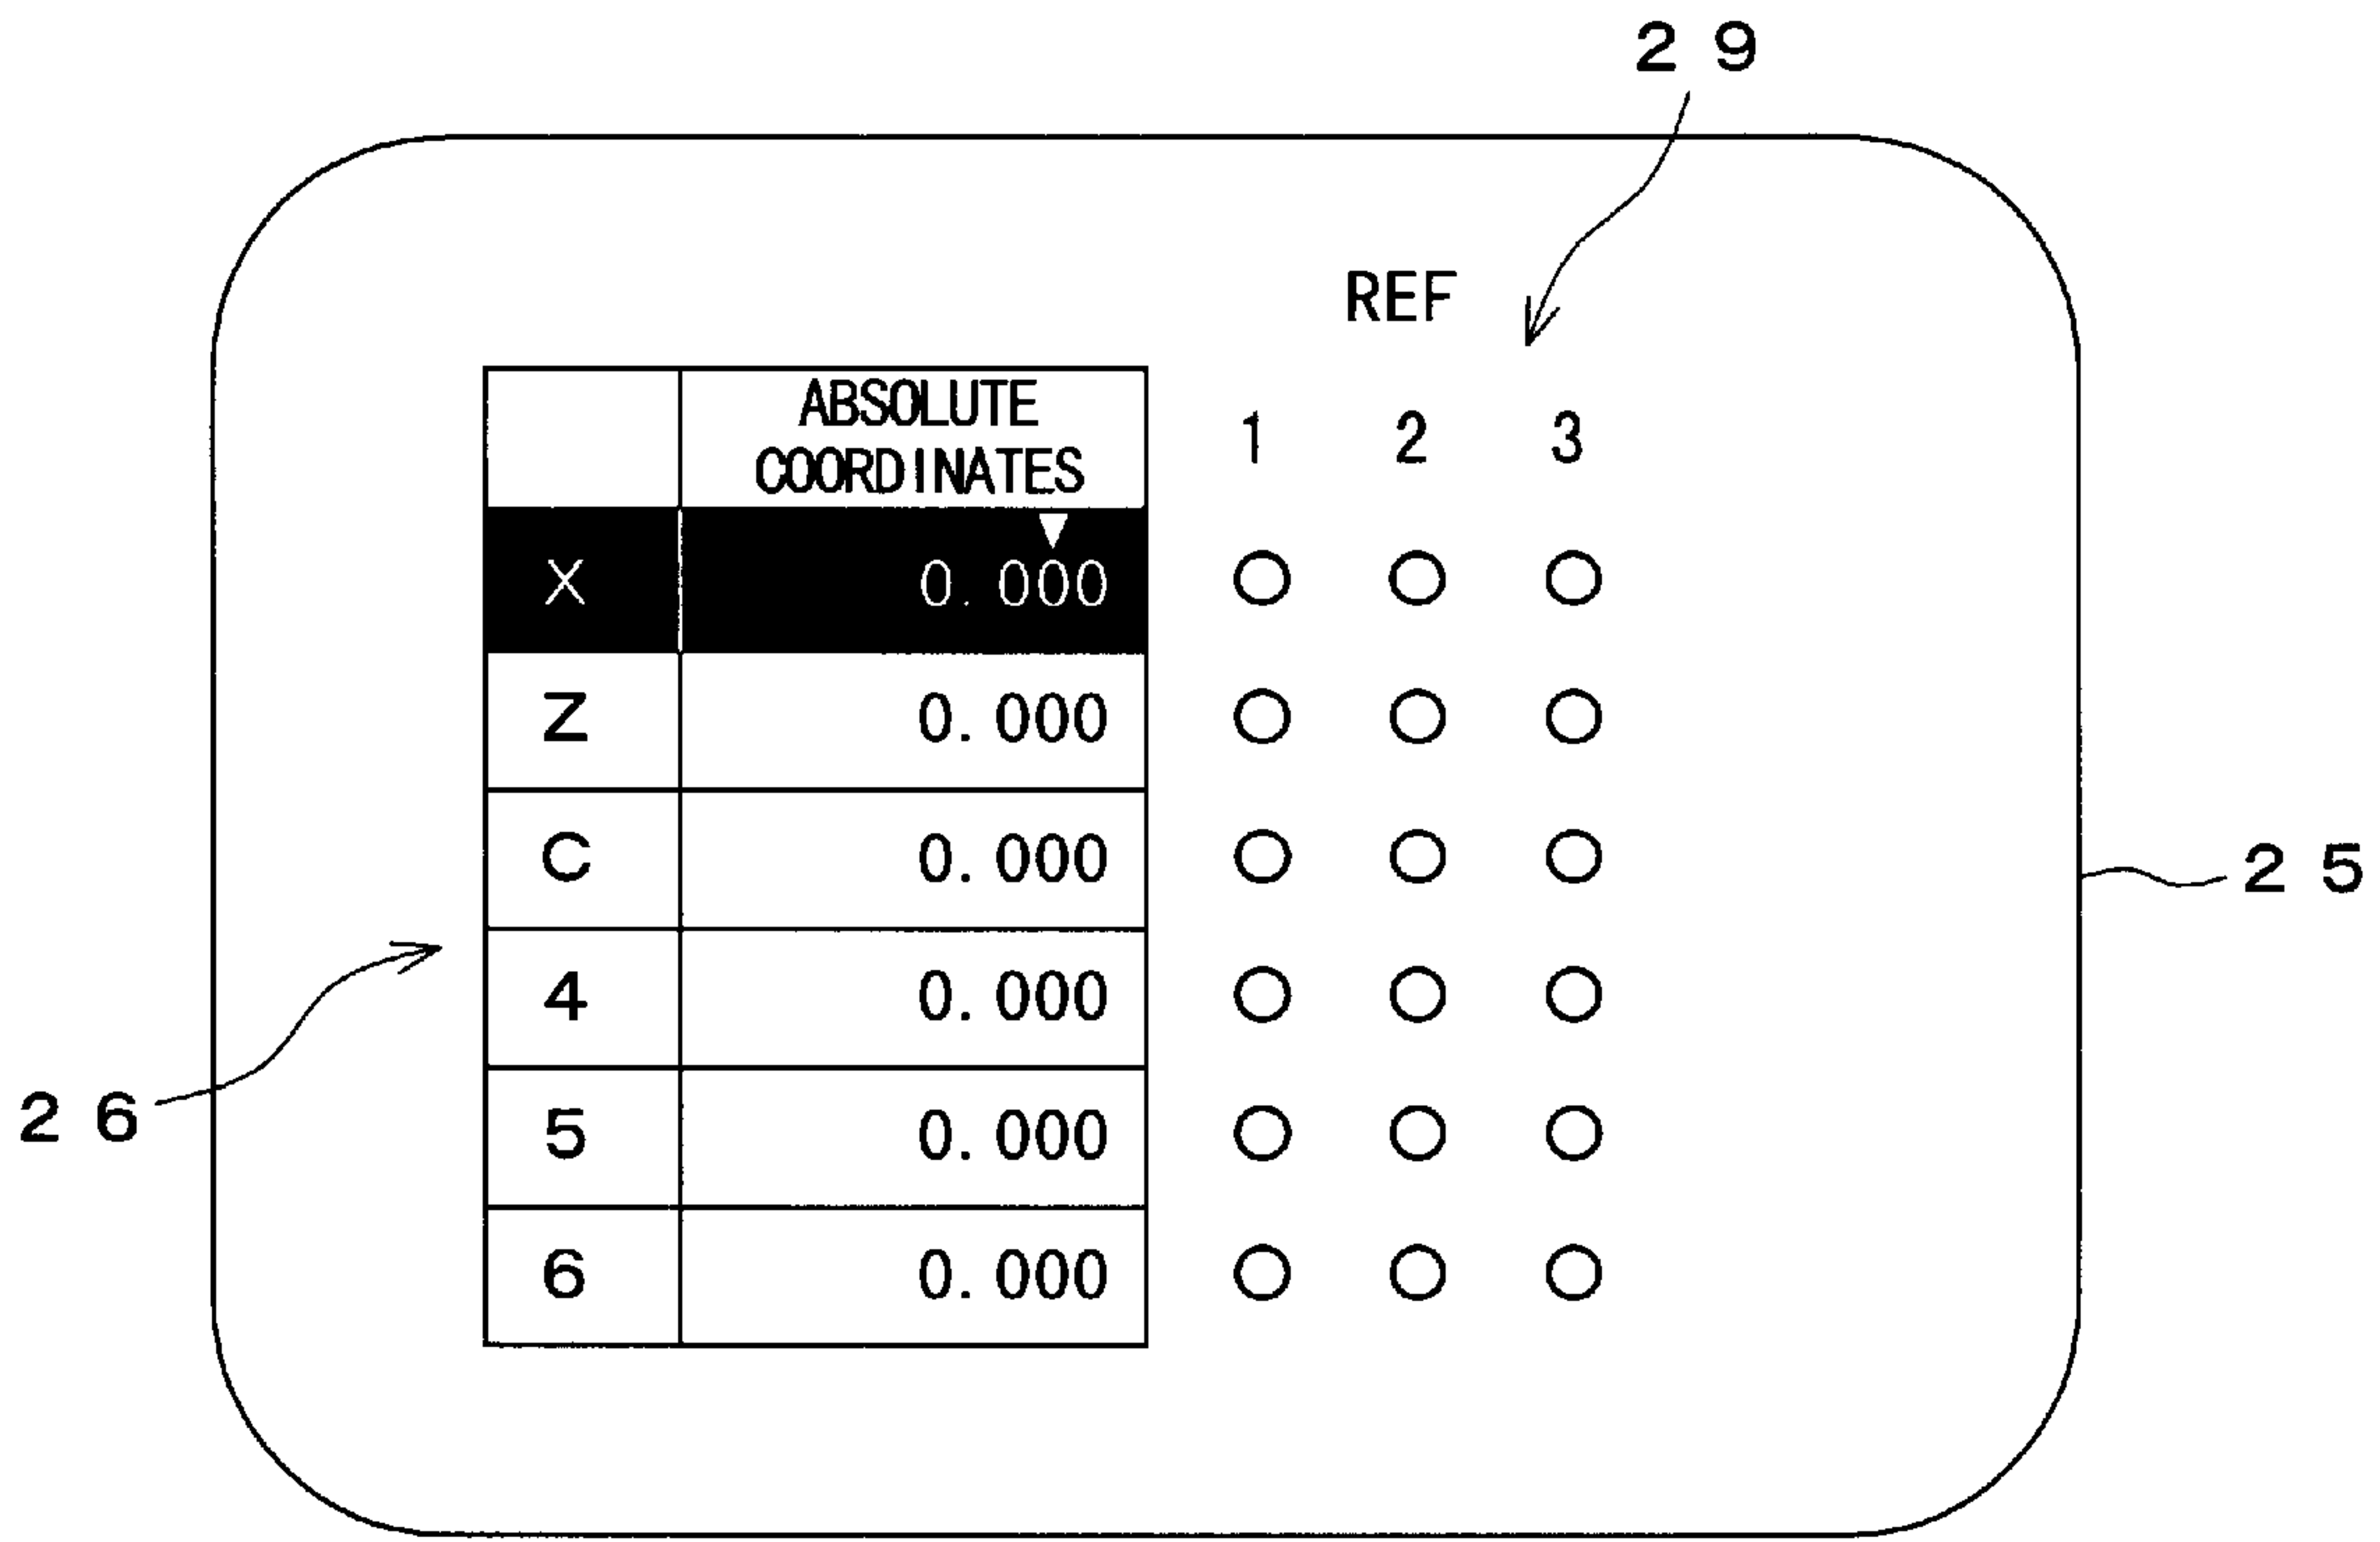 29
REF
ABSOLUTE
COORDINATES
1 2 3
X 0.000
Z 0.000
C 0.000
25
4 0.000
26
5 0.000
6 0.000